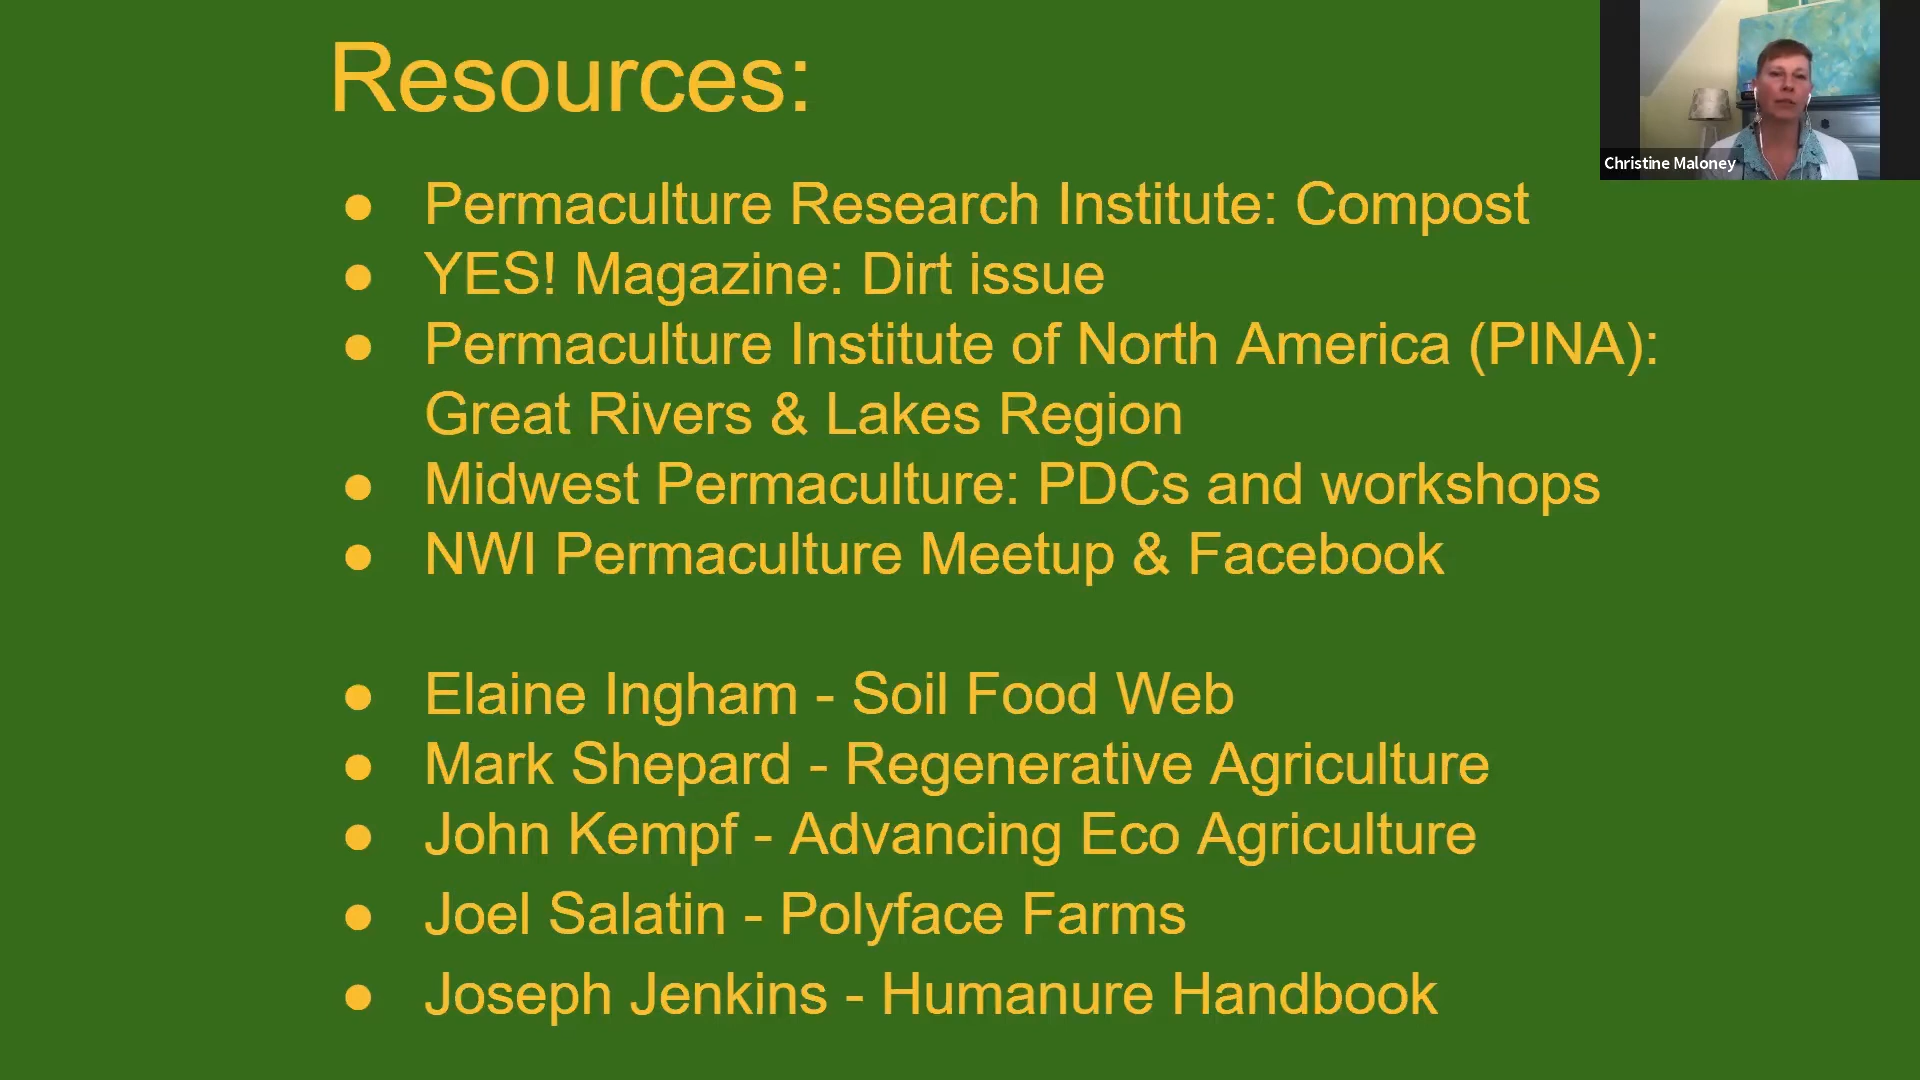 Resources:
Christine Maloney
● Permaculture Research Institute: Compost
● YES! Magazine: Dirt issue
● Permaculture Institute of North America (PINA):
Great Rivers & Lakes Region
● Midwest Permaculture: PDCs and workshops
● NWI Permaculture Meetup & Facebook
● Elaine Ingham - Soil Food Web
● Mark Shepard - Regenerative Agriculture
● John Kempf - Advancing Eco Agriculture
● Joel Salatin - Polyface Farms
● Joseph Jenkins - Humanure Handbook